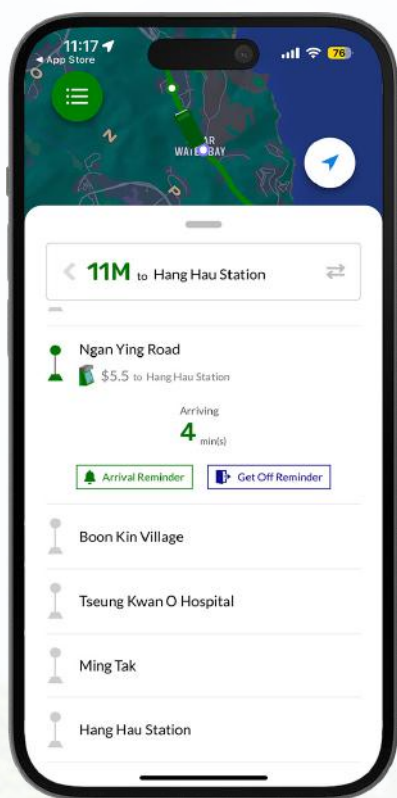 11:17
76
App Store
O
N
P
11M to Hang Hau Station
Ngan Ying Road
$5.5 to Hang Hau Station
Arriving
4 min(s)
Arrival Reminder Get Off Reminder
Boon Kin Village
Tseung Kwan O Hospital
Ming Tak
Hang Hau Station